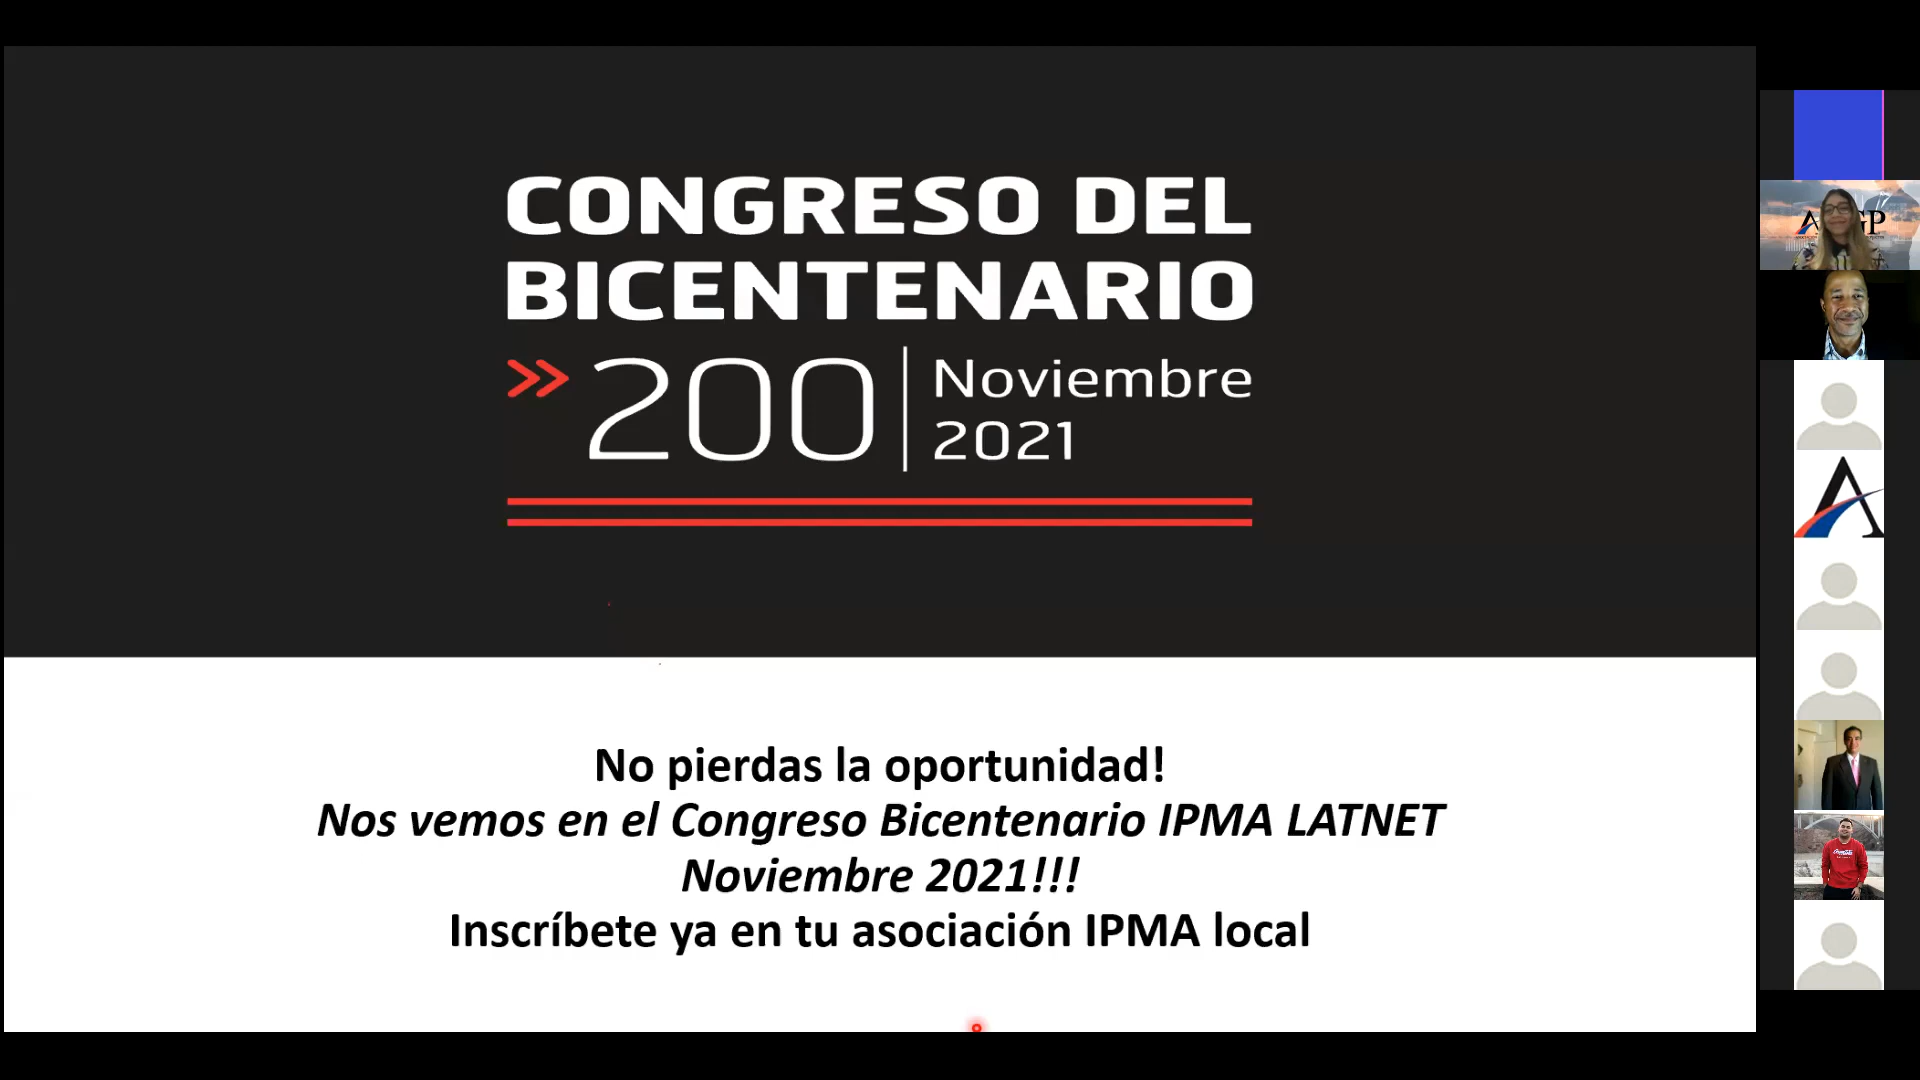 CONGRESO DEL
BICENTENARIO
200
Noviembre
2021
No pierdas la oportunidad!
Nos vemos en el Congreso Bicentenario IPMA LATNET
Noviembre 2021!!!
Inscríbete ya en tu asociación IPMA local